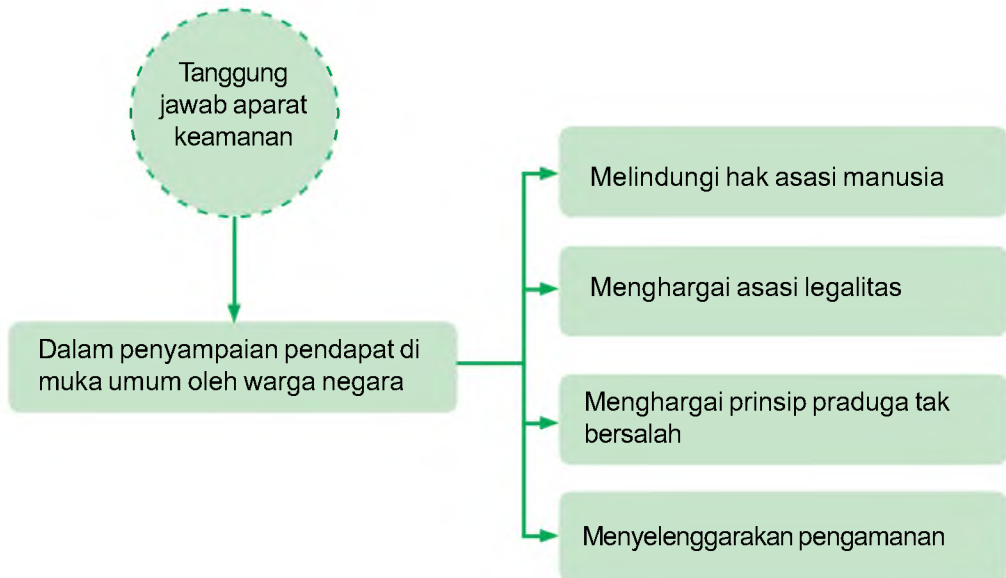 Tanggung
jawab aparat
keamanan
Dalam penyampaian pendapat di
muka umum oleh warga negara
Melindungi hak asasi manusia
Menghargai asasi legalitas
Menghargai prinsip praduga tak
bersalah
Menyelenggarakan pengamanan